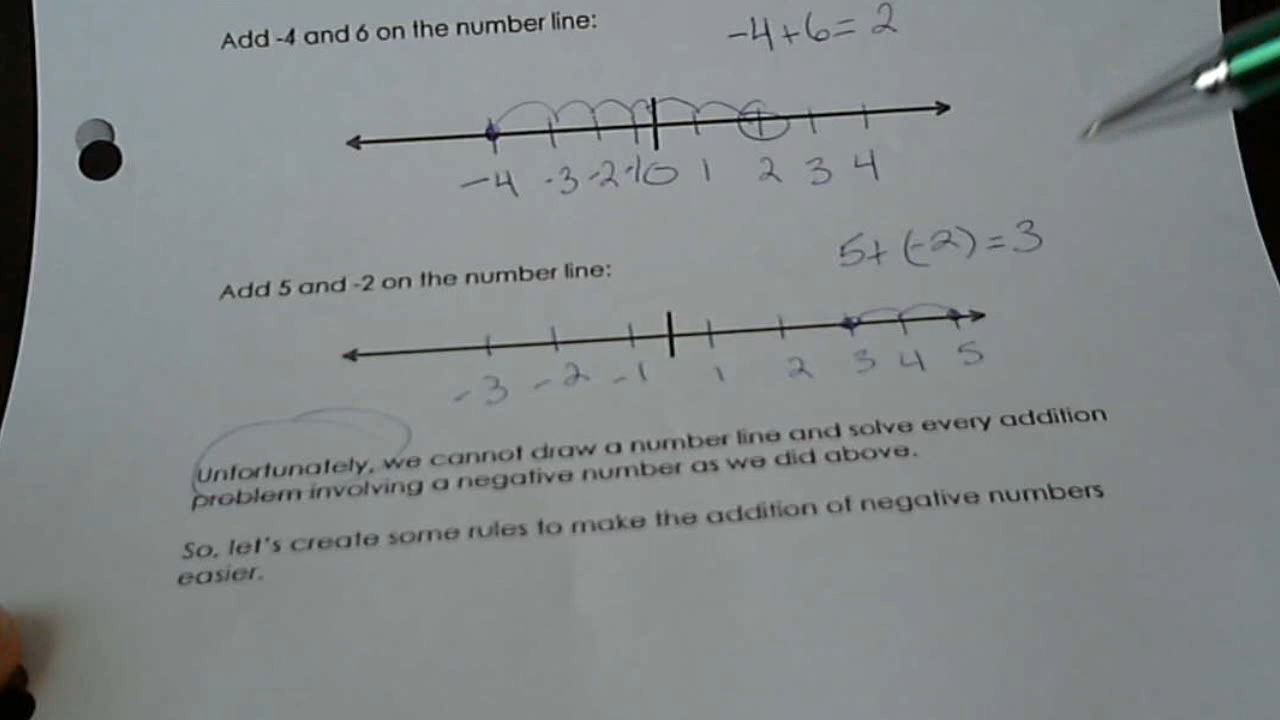 Add -4 and 6 on the number line:
-4+6=2
-4 -3 -2 -1 0 1 2 3 4
5+(-2)=3
Add 5 and -2 on the number line:
-3 -2 -1 1 2 3 4 5
Unfortunately, we cannot draw a number line and solve every addition
problem involving a negative number as we did above.
So, let's create some rules to make the addition of negative numbers
easier.